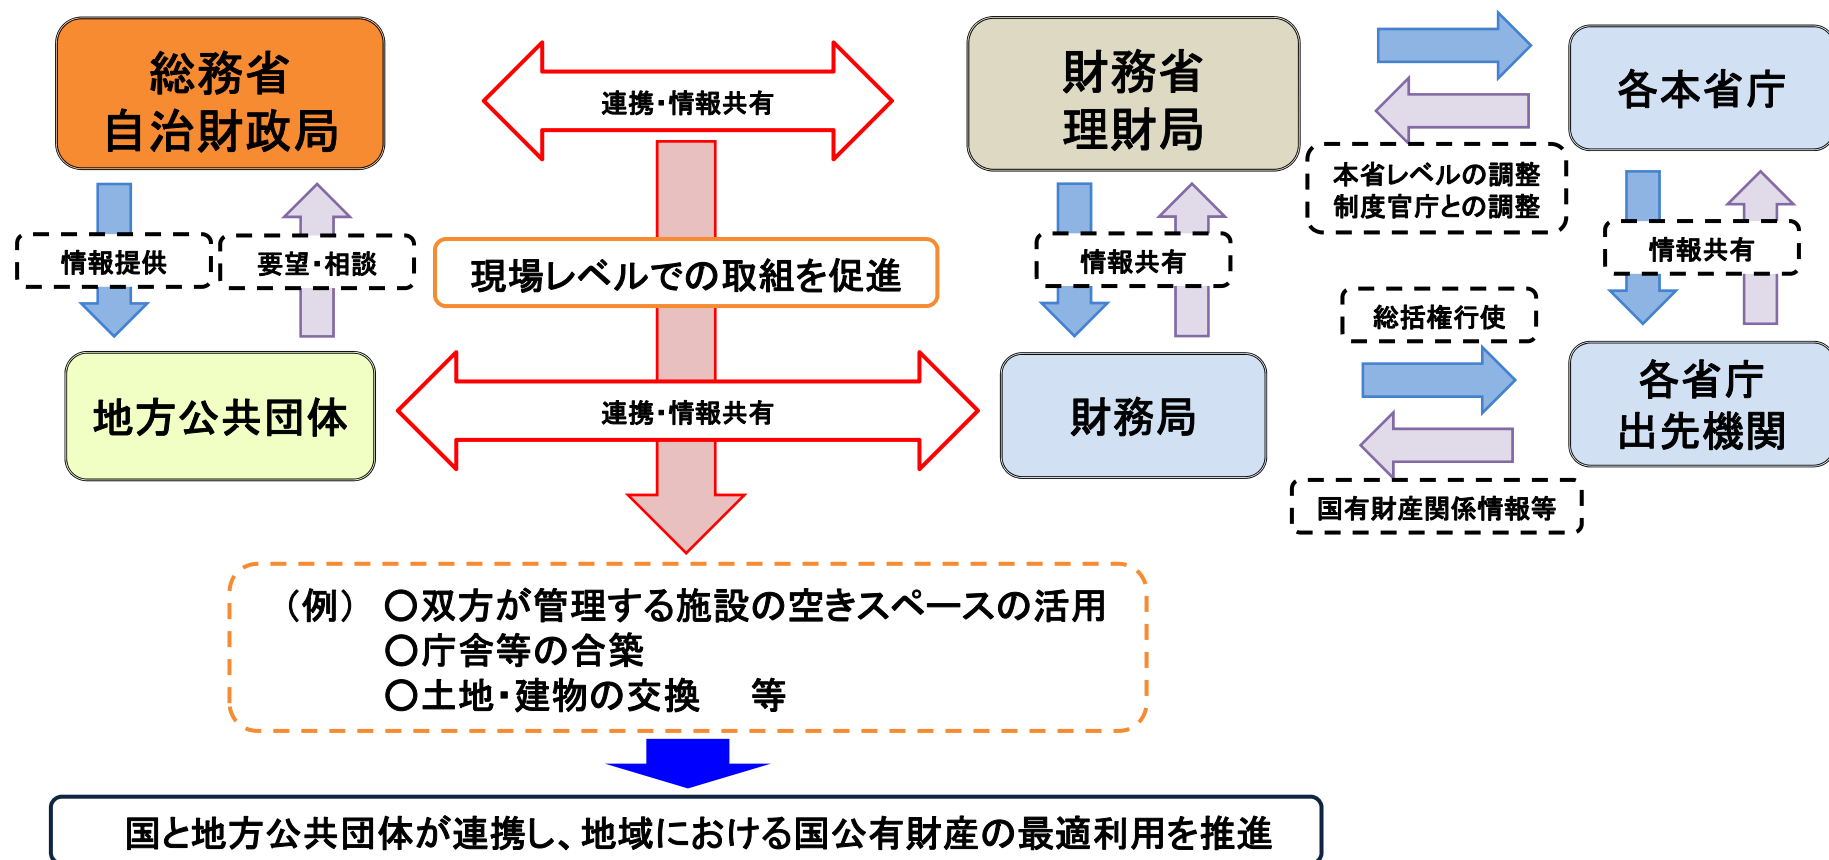 総務省
自治財政局
連携・情報共有
財務省
理財局
各本省庁
本省レベルの調整
制度官庁との調整
情報提供
要望・相談
現場レベルでの取組を促進
情報共有
情報共有
総括権行使
地方公共団体
連携・情報共有
財務局
各省庁
出先機関
国有財産関係情報等
（例） 〇双方が管理する施設の空きスペースの活用
〇庁舎等の合築
〇土地・建物の交換　等
国と地方公共団体が連携し、地域における国公有財産の最適利用を推進